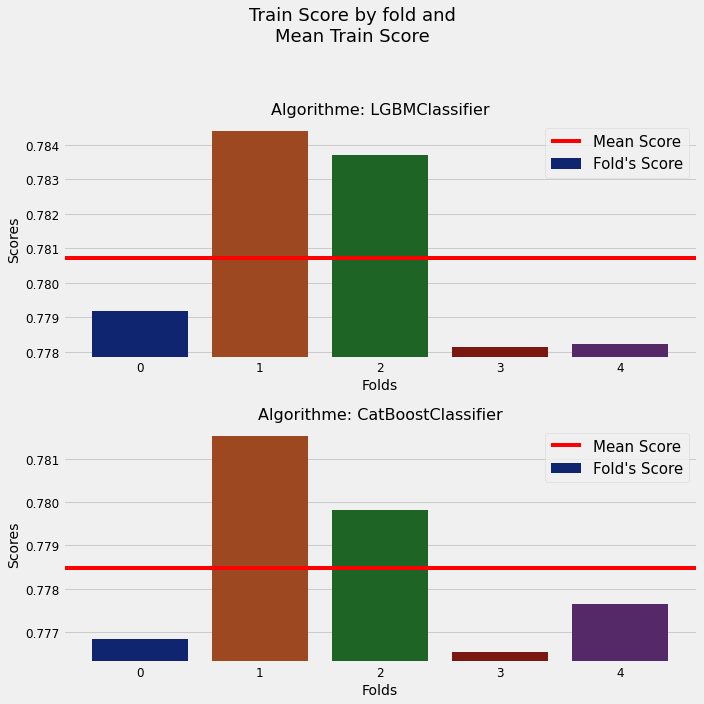 Train Score by fold and
Mean Train Score
Algorithme: LGBMClassifier
Mean Score
Fold's Score
Scores
0.784
0.783
0.782
0.781
0.780
0.779
0.778
0 1 2 3 4
Folds
Algorithme: CatBoostClassifier
Mean Score
Fold's Score
Scores
0.781
0.780
0.779
0.778
0.777
0 1 2 3 4
Folds